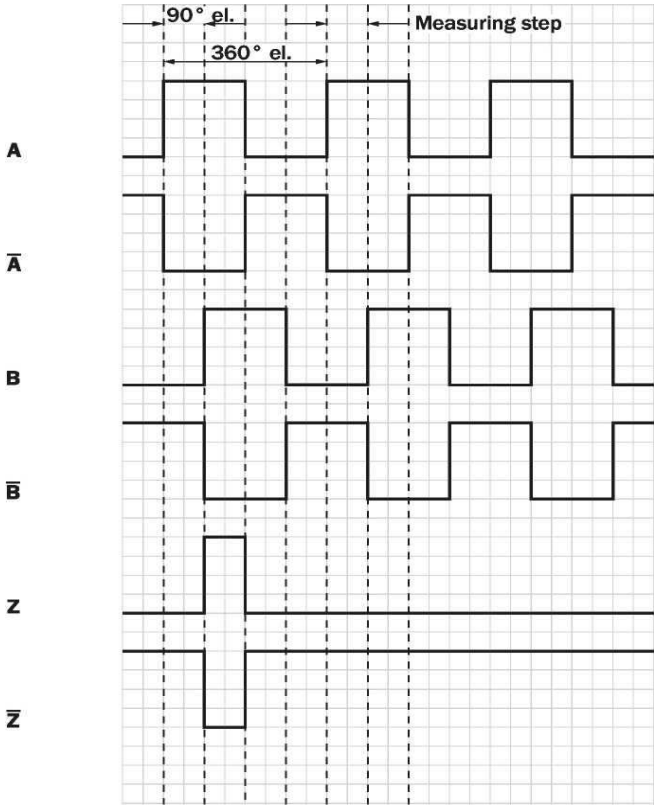 90° el.
Measuring step
360° el.
A
A̅
B
B̅
Z
Z̅